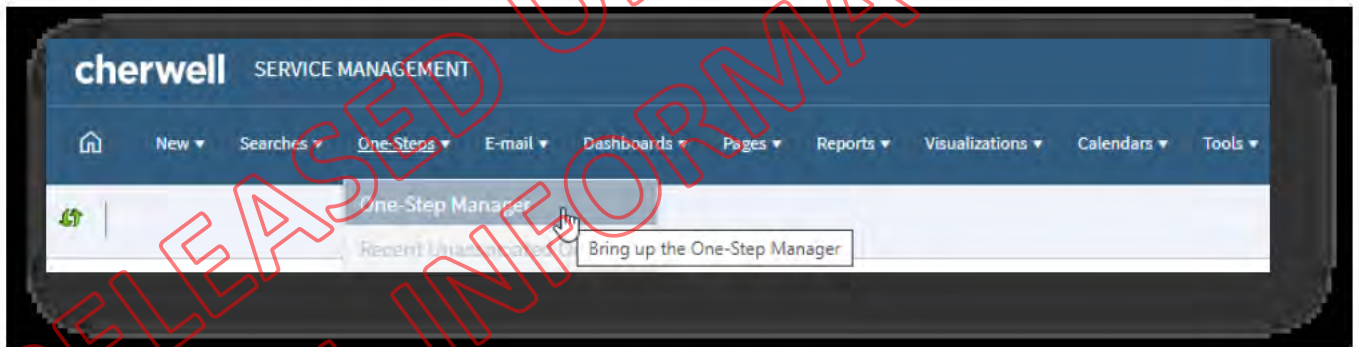 cherwell SERVICE MANAGEMENT
New Searches One-Steps E-mail Dashboards Pages Reports Visualizations Calendars Tools
One-Step Manager
Recent
Bring up the One-Step Manager
RELEASED
INFORMA